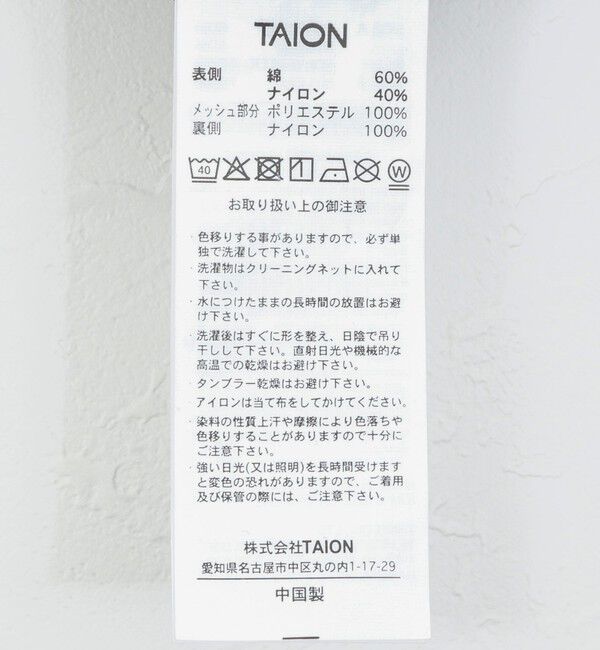 TAION
表側 綿 60%
ナイロン 40%
メッシュ部分 ポリエステル 100%
裏側 ナイロン 100%
40 W
お取り扱い上の御注意
・色移りする事がありますので、必ず単
独で洗濯して下さい。
・洗濯物はクリーニングネットに入れて
下さい。
・水につけたままの長時間の放置はお避
け下さい。
・洗濯後はすぐに形を整え、日陰で吊り
干しして下さい。直射日光や機械的な
高温での乾燥はお避け下さい。
・タンブラー乾燥はお避け下さい。
・アイロンは当て布をしてかけてください。
・染料の性質上汗や摩擦により色落ちや
色移りすることがありますので十分に
ご注意下さい。
・強い日光(又は照明)を長時間受けます
と変色の恐れがありますので、ご着用
及び保管の際には、ご注意下さい。
株式会社TAION
愛知県名古屋市中区丸の内1-17-29
中国製